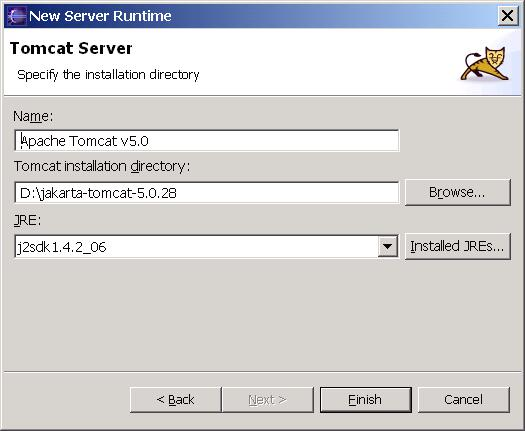 New Server Runtime
Tomcat Server
Specify the installation directory
Name:
Apache Tomcat v5.0
Tomcat installation directory:
D:\jakarta-tomcat-5.0.28
Browse...
JRE:
j2sdk1.4.2_06
Installed JREs...
< Back
Next >
Finish
Cancel